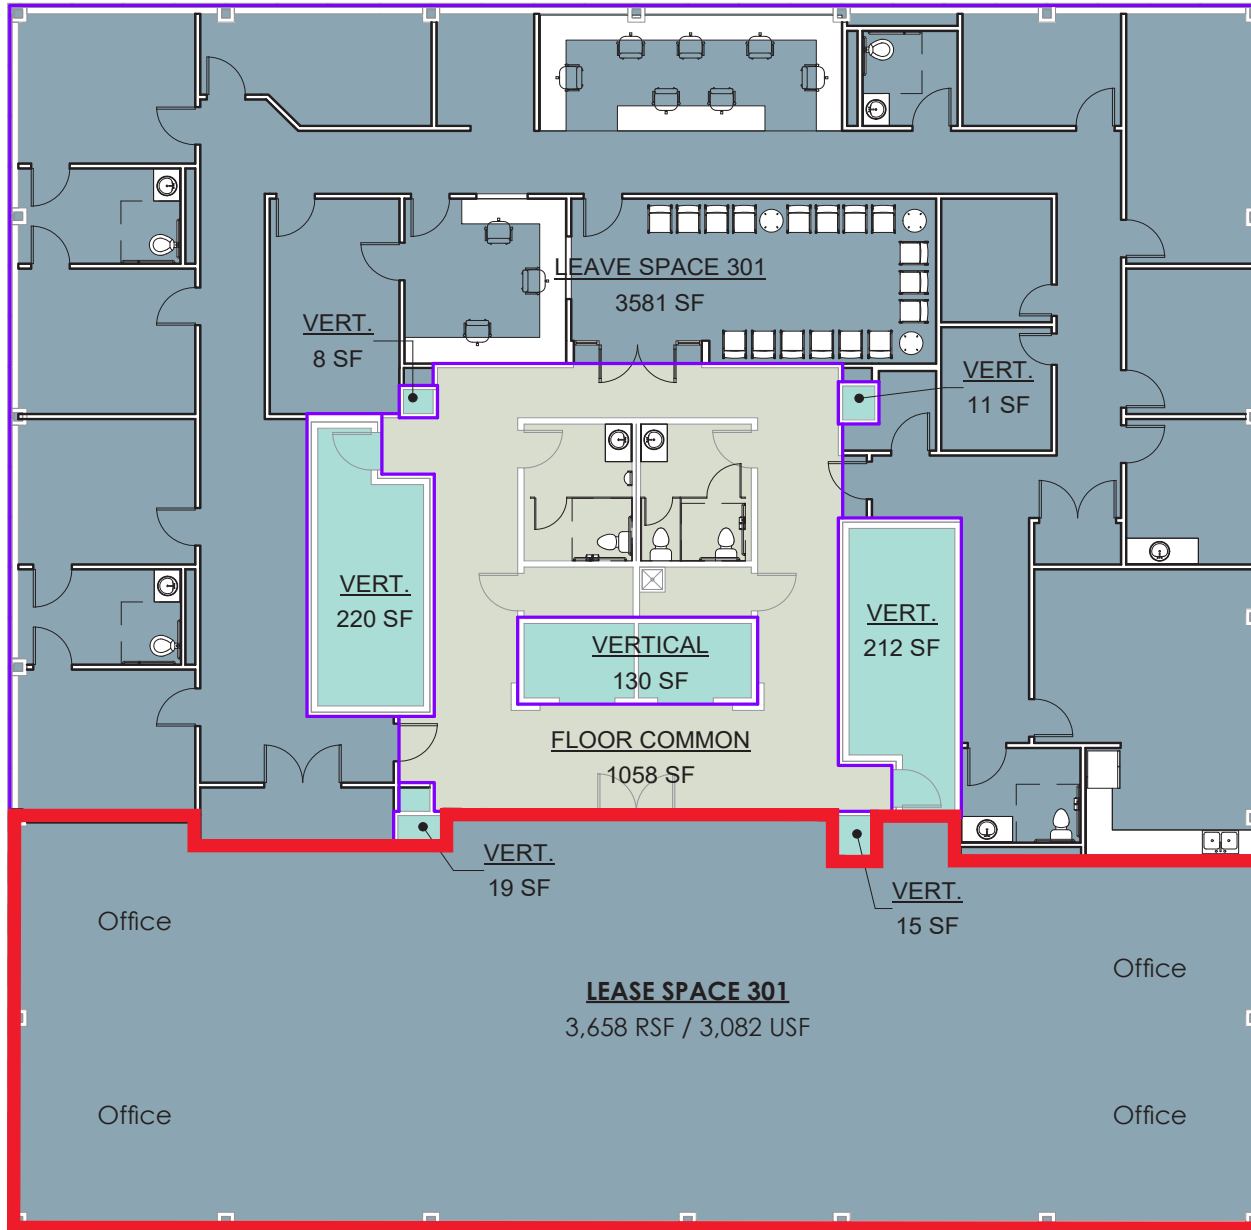 LEAVE SPACE 301
3581 SF
VERT.
8 SF
VERT.
11 SF
VERT.
220 SF
VERT.
212 SF
VERTICAL
130 SF
FLOOR COMMON
1058 SF
VERT.
19 SF
VERT.
15 SF
Office
Office
LEASE SPACE 301
3,658 RSF / 3,082 USF
Office
Office